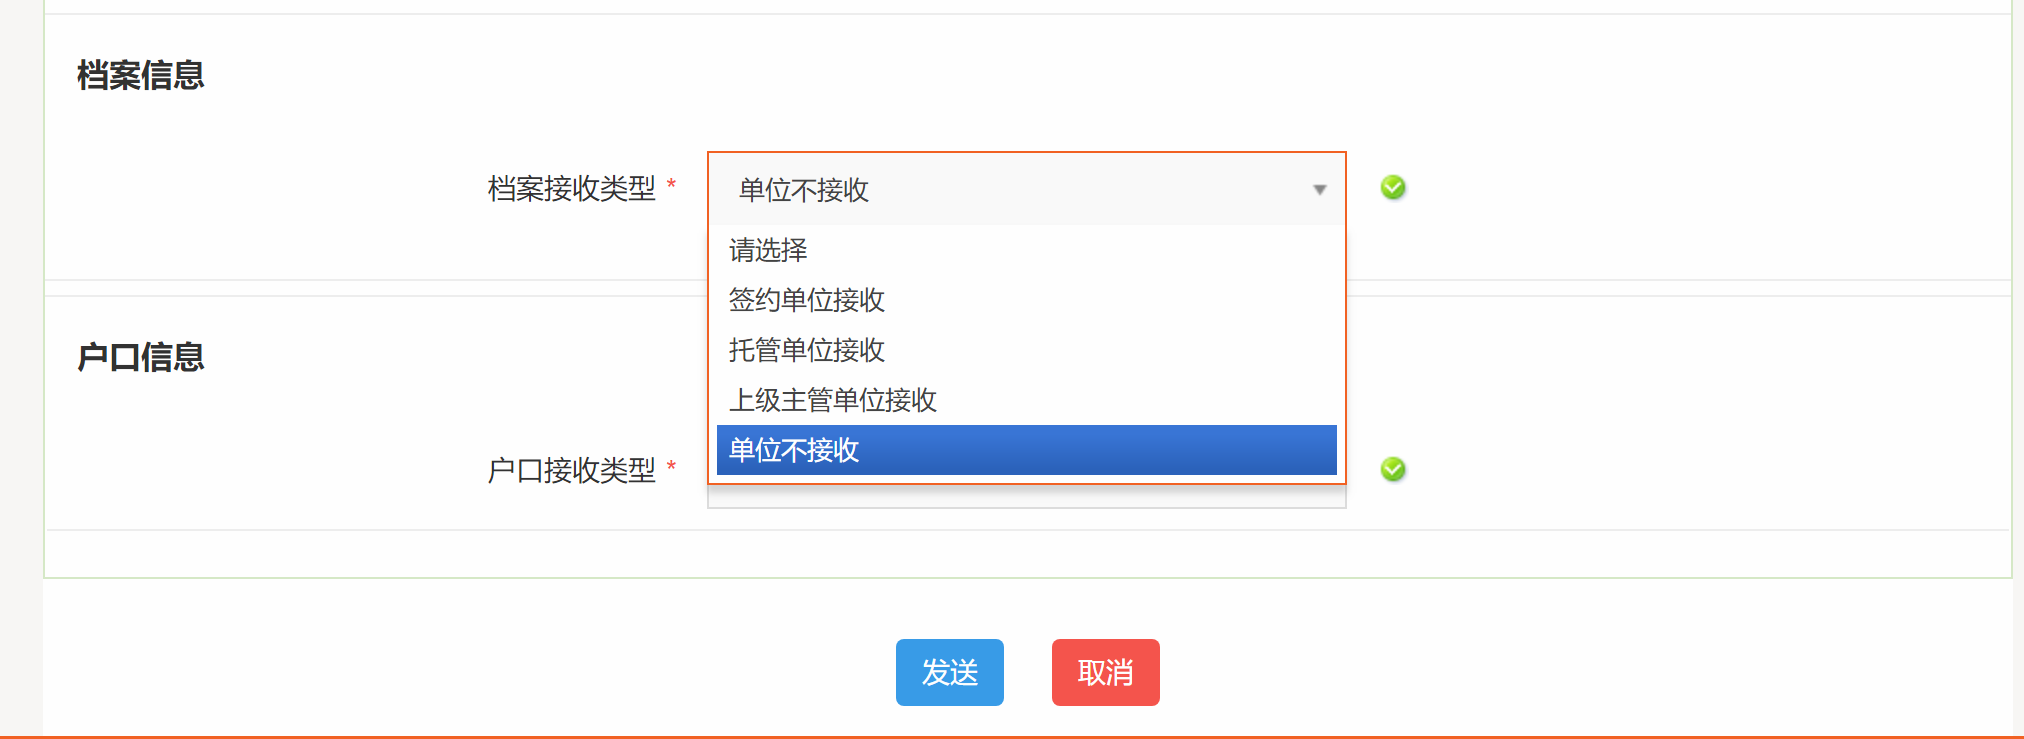 档案信息
档案接收类型 *
单位不接收
请选择
签约单位接收
托管单位接收
上级主管单位接收
单位不接收
户口信息
户口接收类型 *
发送
取消